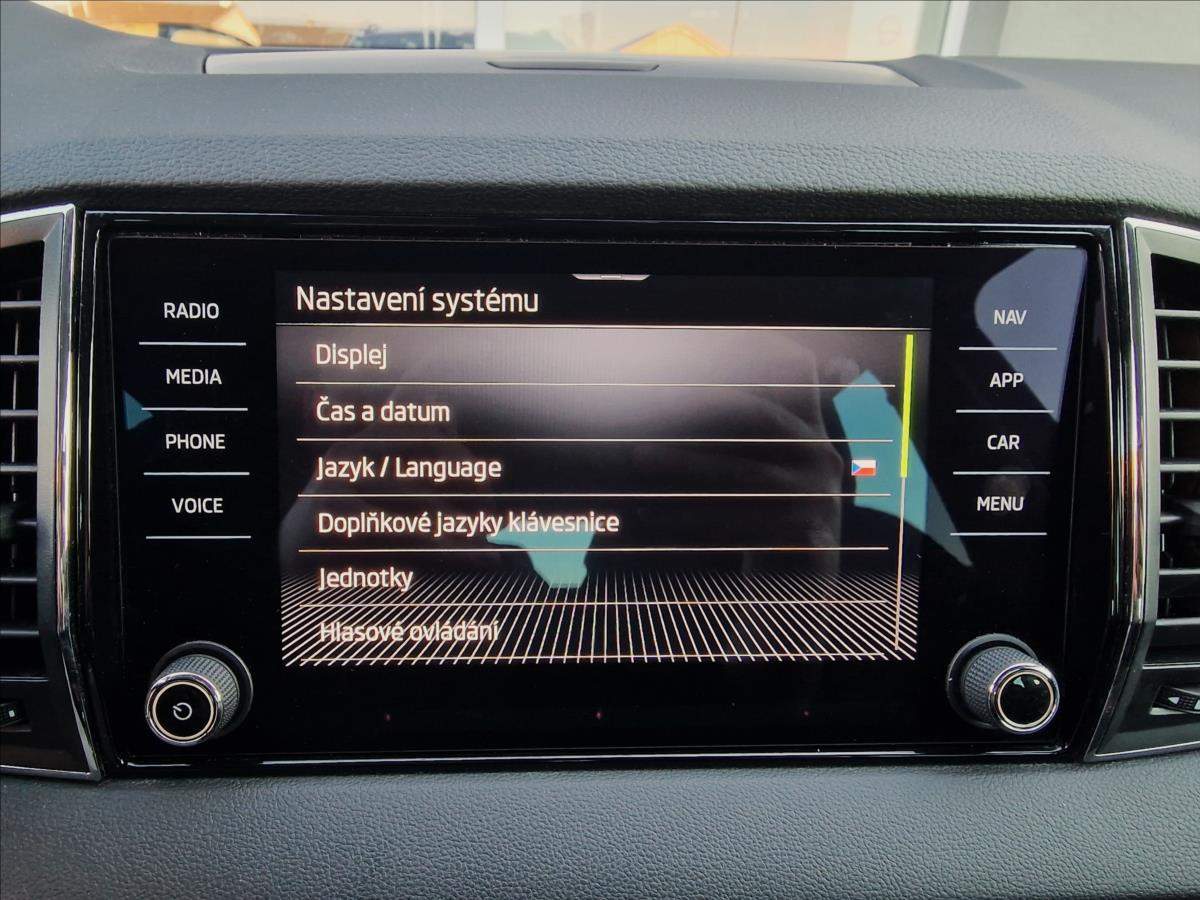 Nastavení systému
RADIO
MEDIA
PHONE
VOICE
Displej
Čas a datum
Jazyk / Language
Doplňkové jazyky klávesnice
Jednotky
Hlasové ovládání
NAV
APP
CAR
MENU